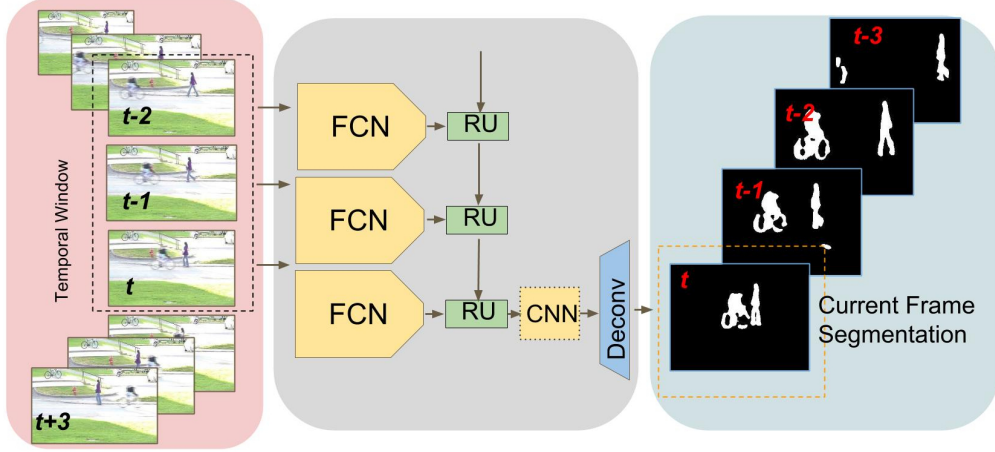 Temporal Window
t-2
t-1
t
t+3
FCN
RU
FCN
RU
FCN
RU
CNN
Deconv
t-3
t-2
t-1
t
Current Frame
Segmentation